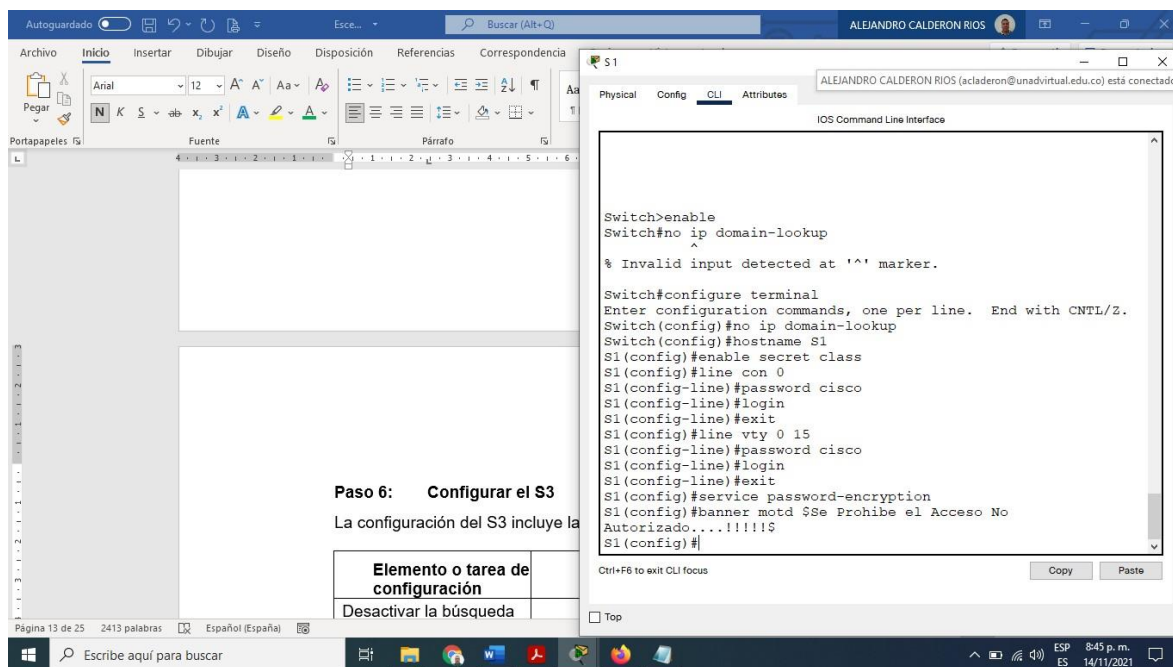 Autoguardado Esce... Buscar (Alt+Q) ALEJANDRO CALDERON RIOS
Archivo Inicio Insertar Dibujar Diseño Disposición Referencias Correspondencia
Pegar
Arial 12
N K S ab x, x² A A
Aa
Portapapeles Fuente Párrafo
S1
ALEJANDRO CALDERON RIOS (acladeron@unadvirtual.edu.co) está conectado
Physical Config CLI Attributes
IOS Command Line Interface
Switch>enable
Switch#no ip domain-lookup
^
% Invalid input detected at '^' marker.
Switch#configure terminal
Enter configuration commands, one per line. End with CNTL/Z.
Switch(config)#no ip domain-lookup
Switch(config)#hostname S1
S1(config)#enable secret class
S1(config)#line con 0
S1(config-line)#password cisco
S1(config-line)#login
S1(config-line)#exit
S1(config)#line vty 0 15
S1(config-line)#password cisco
S1(config-line)#login
S1(config-line)#exit
S1(config)#service password-encryption
S1(config)#banner motd $Se Prohibe el Acceso No
Autorizado....!!!!!$
S1(config)#
Ctrl+F6 to exit CLI focus
Copy Paste
Top
Paso 6: Configurar el S3
La configuración del S3 incluye la
Elemento o tarea de
configuración
Desactivar la búsqueda
Página 13 de 25 2413 palabras Español (España)
Escribe aquí para buscar
ESP
ES
8:45 p. m.
14/11/2021